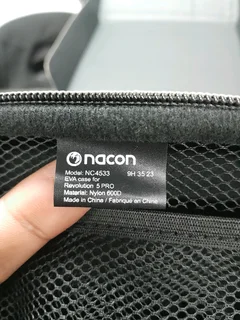 nacon
Model: NC4533 9H 35 23
EVA case for
Revolution 5 PRO
Material: Nylon 600D
Made in China / Fabriqué en China